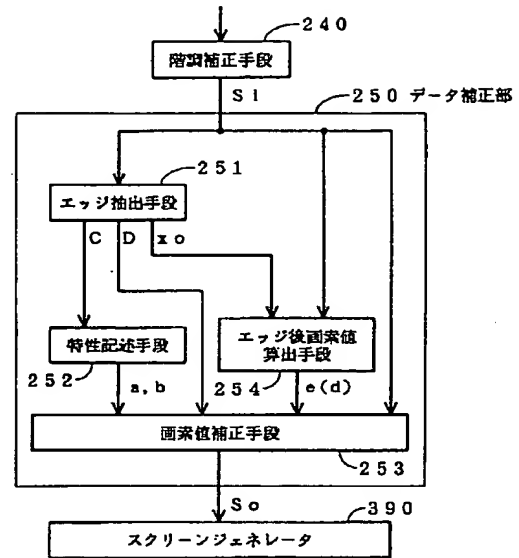 240
階調補正手段
Si
250 データ補正部
251
エッジ抽出手段
C D xo
特性記述手段
252
a,b
エッジ後画素値
算出手段
254
e(d)
画素値補正手段
253
So
390
スクリーンジェネレータ